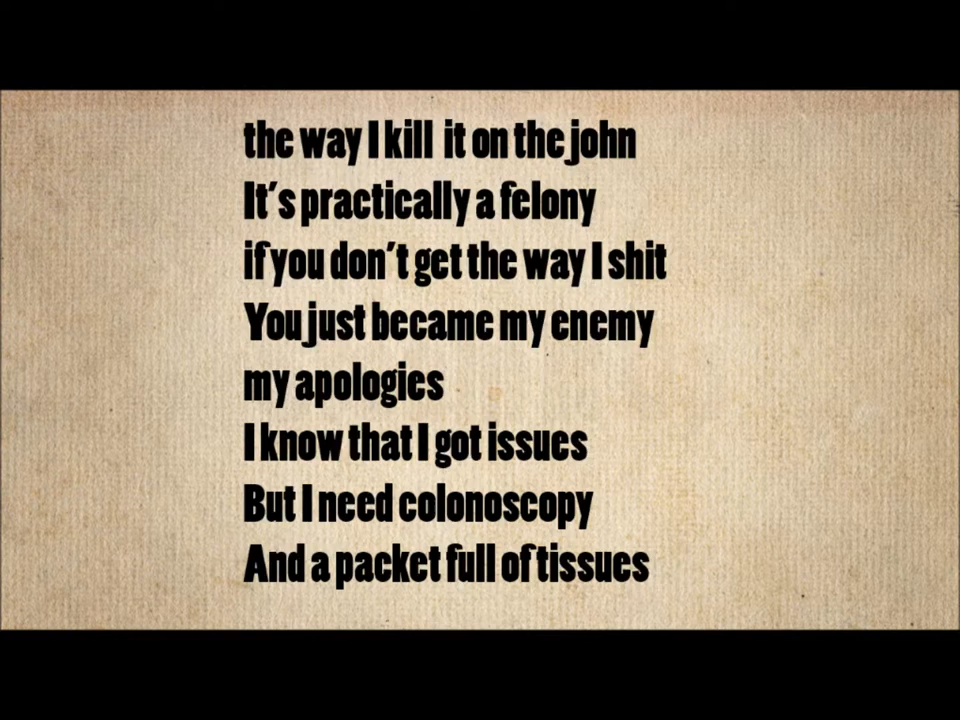 the way I kill it on the john
It's practically a felony
if you don't get the way I shit
You just became my enemy
my apologies
I know that I got issues
But I need colonoscopy
And a packet full of tissues